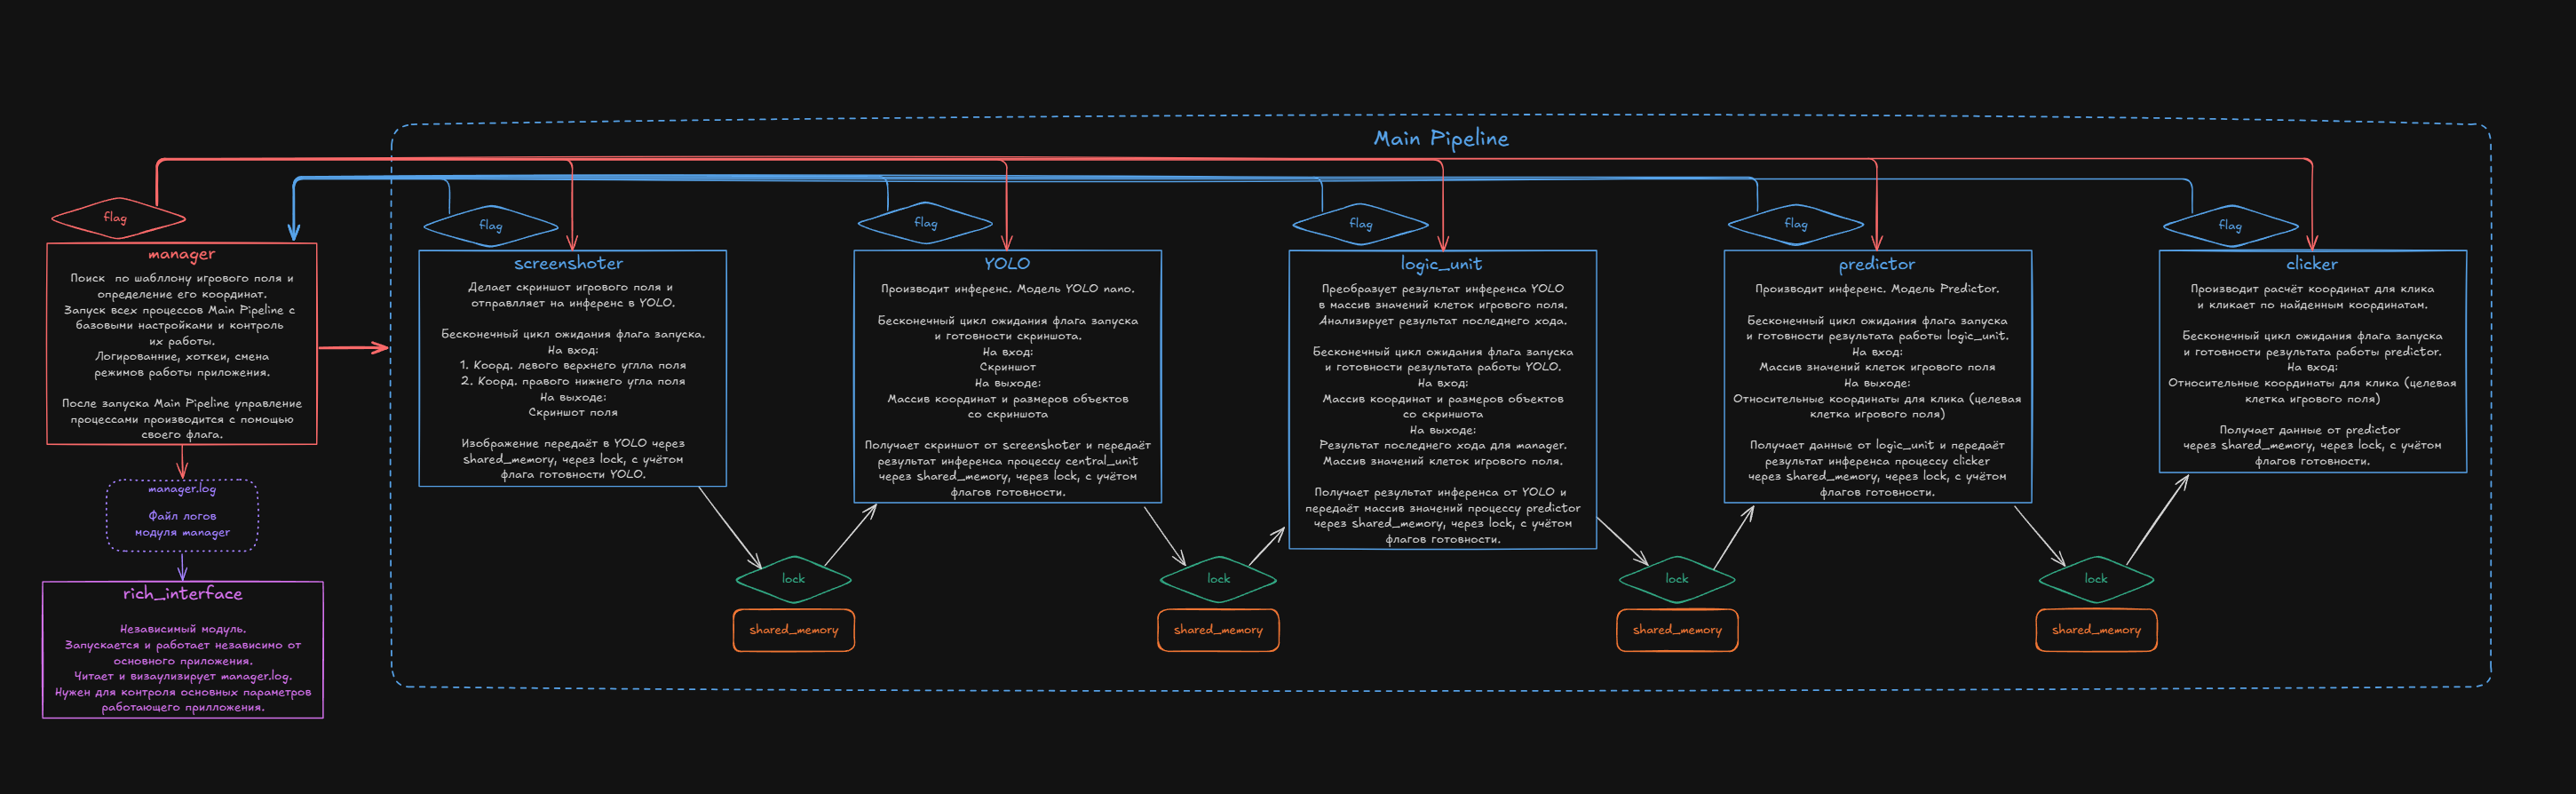 Main Pipeline
flag
manager
Поиск по шабллону игрового поля и
определение его координат.
Запуск всех процессов Main Pipeline с
базовыми настройками и контроль
их работы.
Логированние, хоткеи, смена
режимов работы приложения.
После запуска Main Pipeline управление
процессами производится с помощью
своего флага.
manager.log
Файл логов
модуля manager
rich_interface
Независимый модуль.
Запускается и работает независимо от
основного приложения.
Читает и визаулизирует manager.log.
Нужен для контроля основных параметров
работающего прилложения.
flag
screenshoter
Делает скриншот игрового поля и
отправлляет на инференс в YOLO.
Бесконечный цикл ожидания флага запуска.
На вход:
1. Коорд. левого верхнего углла поля
2. Коорд. правого нижнего угла поля
На выходе:
Скриншот поля
Изображение передаёт в YOLO через
shared_memory, через lock, с учётом
флага готовности YOLO.
lock
shared_memory
flag
YOLO
Производит инференс. Модель YOLO nano.
Бесконечный цикл ожидания флага запуска
и готовности скриншота.
На вход:
Скриншот
На выходе:
Массив координат и размеров объектов
со скриншота
Получает скриншот от screenshoter и передаёт
результат инференса процессу central_unit
через shared_memory, через lock, с учётом
флагов готовности.
lock
shared_memory
flag
logic_unit
Преобразует результат инференса YOLO
в массив значений клеток игрового поля.
Анализирует результат последнего хода.
Бесконечный цикл ожидания флага запуска
и готовности результата работы YOLO.
На вход:
Массив координат и размеров объектов
со скриншота
На выходе:
Результат последнего хода для manager.
Массив значений клеток игрового поля.
Получает результат инференса от YOLO и
передаёт массив значений процессу predictor
через shared_memory, через lock, с учётом
флагов готовности.
lock
shared_memory
flag
predictor
Производит инференс. Модель Predictor.
Бесконечный цикл ожидания флага запуска
и готовности результата работы logic_unit.
На вход:
Массив значений клеток игрового поля
На выходе:
Относительные координаты для клика (целевая
клетка игрового поля)
Получает данные от logic_unit и передаёт
результат инференса процессу clicker
через shared_memory, через lock, с учётом
флагов готовности.
lock
shared_memory
flag
clicker
Производит расчёт координат для клика
и кликает по найденным координатам.
Бесконечный цикл ожидания флага запуска
и готовности результата работы predictor.
На вход:
Относительные координаты для клика (целевая
клетка игрового поля)
Получает данные от predictor
через shared_memory, через lock, с учётом
флагов готовности.